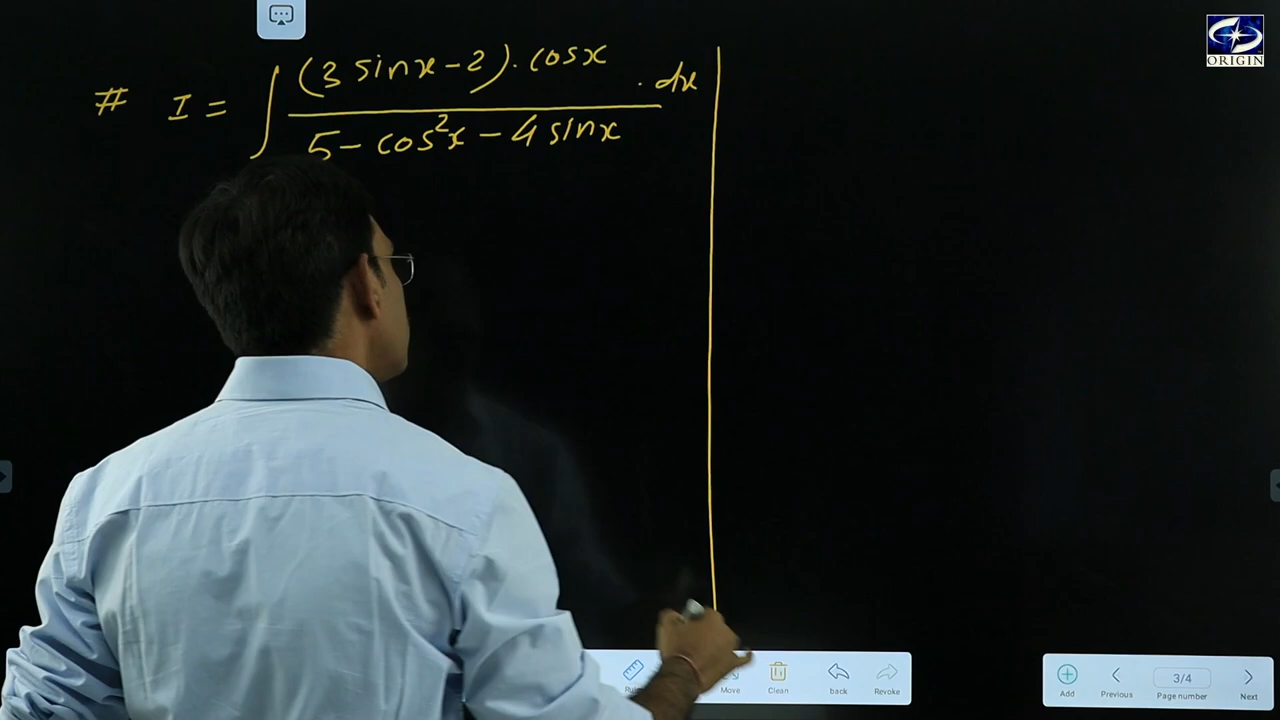 # I = ∫ (3 sinx - 2) . cosx / 5 - cos²x - 4 sinx . dx
ORIGIN
Move
Clean
back
Revoke
Add
Previous
3/4
Page number
Next